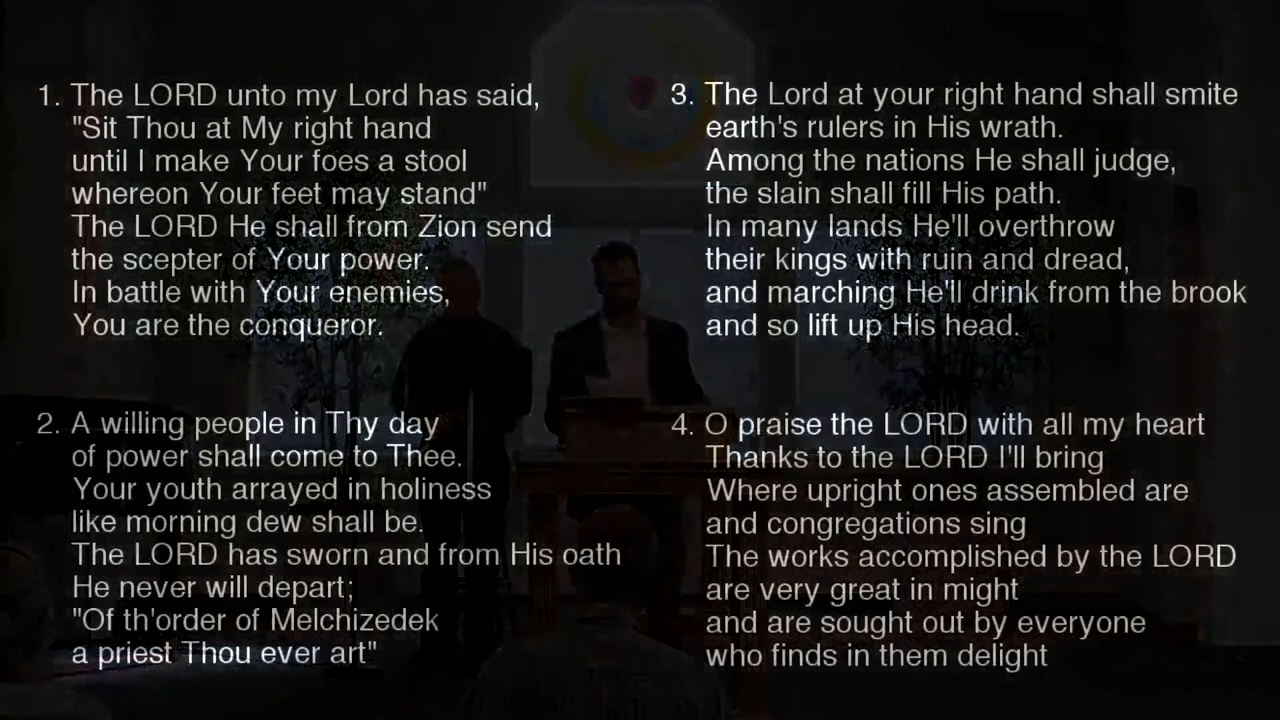 1. The LORD unto my Lord has said,
"Sit Thou at My right hand
until I make Your foes a stool
whereon Your feet may stand"
The LORD He shall from Zion send
the scepter of Your power.
In battle with Your enemies,
You are the conqueror.
2. A willing people in Thy day
of power shall come to Thee.
Your youth arrayed in holiness
like morning dew shall be.
The LORD has sworn and from His oath
He never will depart;
"Of th'order of Melchizedek
a priest Thou ever art"
3. The Lord at your right hand shall smite
earth's rulers in His wrath.
Among the nations He shall judge,
the slain shall fill His path.
In many lands He'll overthrow
their kings with ruin and dread,
and marching He'll drink from the brook
and so lift up His head.
4. O praise the LORD with all my heart
Thanks to the LORD I'll bring
Where upright ones assembled are
and congregations sing
The works accomplished by the LORD
are very great in might
and are sought out by everyone
who finds in them delight